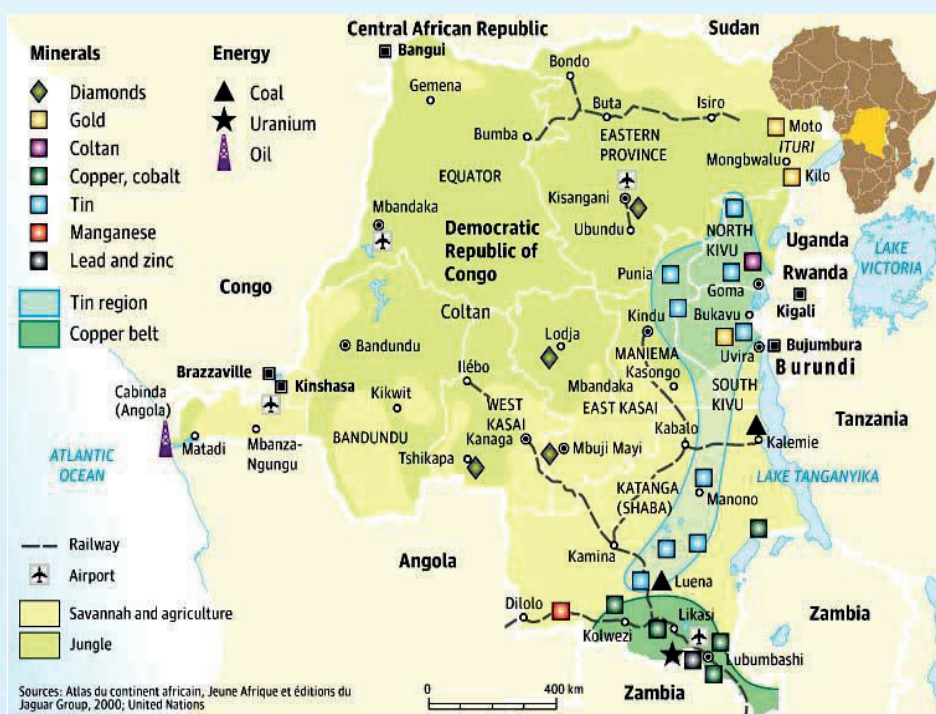 Minerals
Diamonds
Gold
Coltan
Copper, cobalt
Tin
Manganese
Lead and zinc
Tin region
Copper belt
Energy
Coal
Uranium
Oil
Central African Republic
Bangui
Sudan
Gemena
Bondo
Buta
Isiro
Bumba
EASTERN
PROVINCE
Moto
ITURI
Mongbwalu
Kilo
EQUATOR
Kisangani
Mbandaka
Democratic
Republic of
Congo
Ubundu
NORTH
KIVU
Uganda
LAKE
VICTORIA
Congo
Punia
Goma
Rwanda
Kigali
Coltan
Kindu
Bukavu
Bandundu
Lodja
MANIEMA
Uvira
Bujumbura
Burundi
Brazzaville
Kinshasa
Ilébo
Kasongo
Mbandaka
SOUTH
KIVU
Cabinda
(Angola)
Kikwit
WEST
KASAI
EAST KASAI
Tanzania
Matadi
Mbanza-
Ngungu
BANDUNDU
Kanaga
Kabalo
Kalemie
ATLANTIC
OCEAN
Tshikapa
Mbuji Mayi
KATANGA
(SHABA)
Manono
LAKE TANGANYIKA
Railway
Airport
Angola
Kamina
Luena
Savannah and agriculture
Jungle
Dilolo
Kolwezi
Likasi
Zambia
Lubumbashi
Zambia
Sources: Atlas du continent africain, Jeune Afrique et éditions du
Jaguar Group, 2000; United Nations
0 400 km